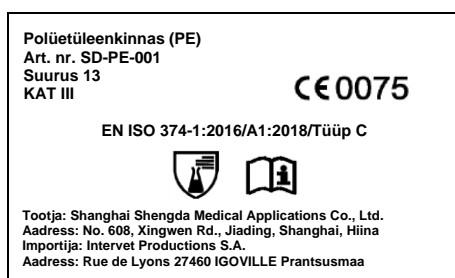 Polüetüleenkinnas (PE)
Art. nr. SD-PE-001
Suurus 13
KAT III
CE 0075
EN ISO 374-1:2016/A1:2018/Tüüp C
Tootja: Shanghai Shengda Medical Applications Co., Ltd.
Aadress: No. 608, Xingwen Rd., Jiading, Shanghai, Hiina
Importija: Intervet Productions S.A.
Aadress: Rue de Lyons 27460 IGOVILLE Prantsusmaa